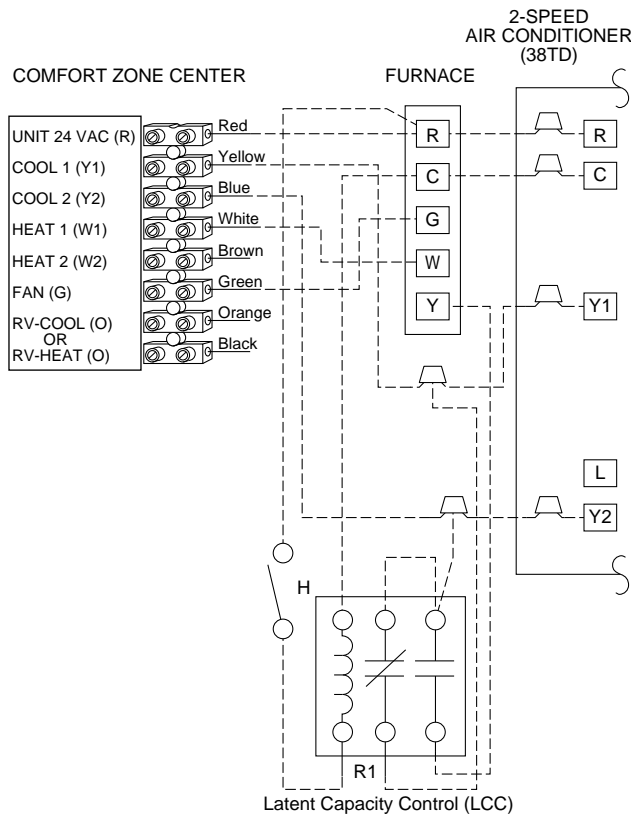 2-SPEED
AIR CONDITIONER
(38TD)
COMFORT ZONE CENTER
FURNACE
UNIT 24 VAC (R)
COOL 1 (Y1)
COOL 2 (Y2)
HEAT 1 (W1)
HEAT 2 (W2)
FAN (G)
RV-COOL (O)
OR
RV-HEAT (O)
Red
Yellow
Blue
White
Brown
Green
Orange
Black
R
C
G
W
Y
R
C
Y1
L
Y2
H
R1
Latent Capacity Control (LCC)